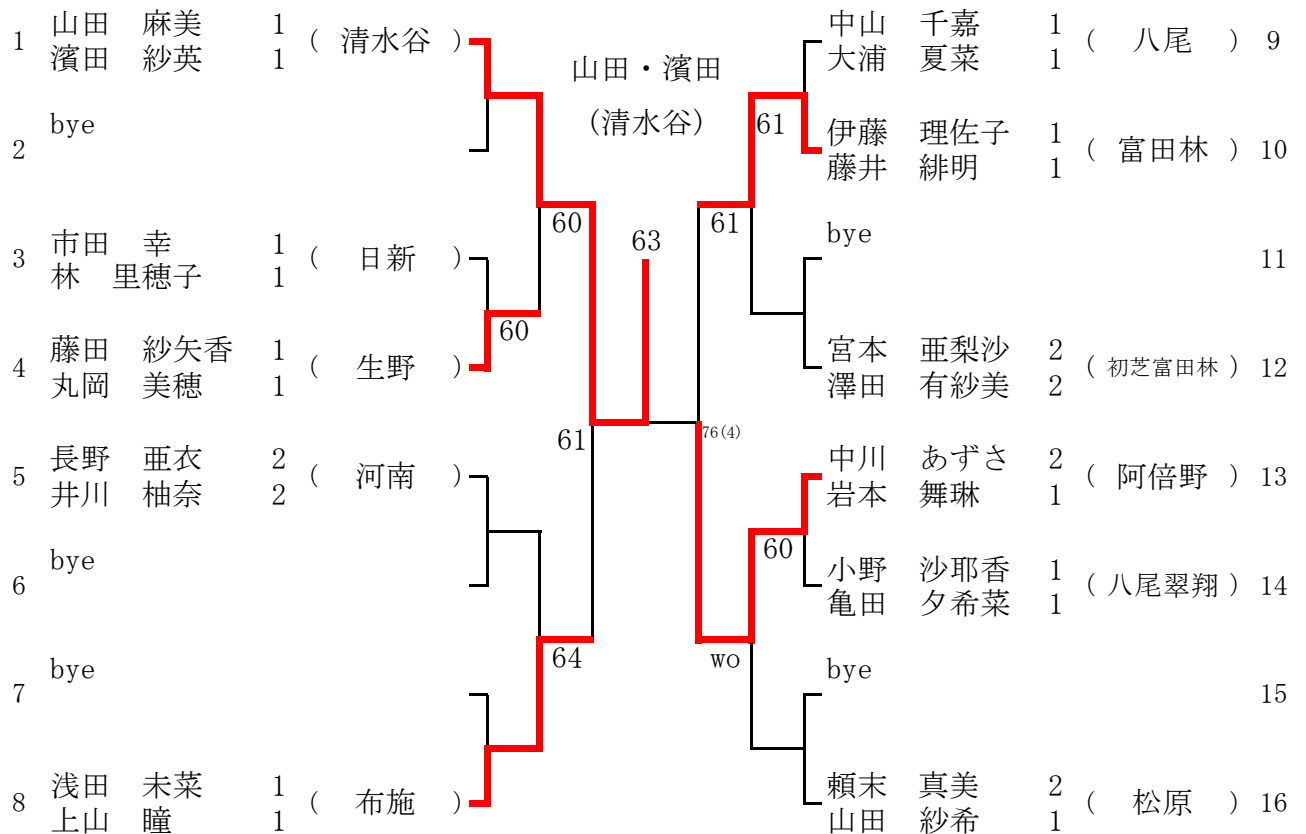 山田・濱田
(清水谷)
63
1 山田 麻美 1 ( 清水谷 )
濱田 紗英 1
2 bye
3 市田 幸 1 ( 日新 )
林 里穂子 1
4 藤田 紗矢香 1 ( 生野 )
丸岡 美穂 1
5 長野 亜衣 2 ( 河南 )
井川 柚奈 2
6 bye
7 bye
8 浅田 未菜 1 ( 布施 )
上山 瞳 1
60
60
61
64
中山 千嘉 1 ( 八尾 ) 9
大浦 夏菜 1
伊藤 理佐子 1 ( 富田林 ) 10
藤井 緋明 1
bye 11
宮本 亜梨沙 2 ( 初芝富田林 ) 12
澤田 有紗美 2
中川 あずさ 2 ( 阿倍野 ) 13
岩本 舞琳 1
小野 沙耶香 1 ( 八尾翠翔 ) 14
亀田 夕希菜 1
bye 15
頼末 真美 2 ( 松原 ) 16
山田 紗希 1
61
61
76(4)
60
wo